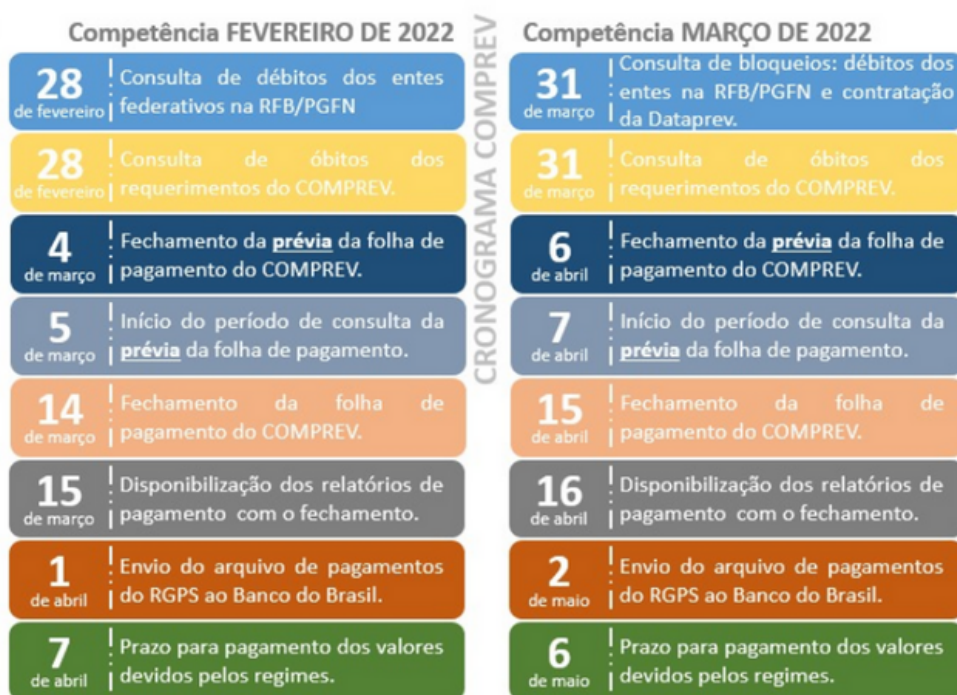 Competência FEVEREIRO DE 2022
28
de fevereiro
Consulta de débitos dos entes
federativos na RFB/PGFN
28
de fevereiro
Consulta de óbitos dos
requerimentos do COMPREV.
4
de março
Fechamento da prévia da folha de
pagamento do COMPREV.
5
de março
Início do período de consulta da
prévia da folha de pagamento.
14
de março
Fechamento da folha de
pagamento do COMPREV.
15
de março
Disponibilização dos relatórios de
pagamento com o fechamento.
1
de abril
Envio do arquivo de pagamentos
do RGPS ao Banco do Brasil.
7
de abril
Prazo para pagamento dos valores
devidos pelos regimes.
CRONOGRAMA COMPREV
Competência MARÇO DE 2022
31
de março
Consulta de bloqueios: débitos dos
entes na RFB/PGFN e contratação
da Dataprev.
31
de março
Consulta de óbitos dos
requerimentos do COMPREV.
6
de abril
Fechamento da prévia da folha de
pagamento do COMPREV.
7
de abril
Início do período de consulta da
prévia da folha de pagamento.
15
de abril
Fechamento da folha de
pagamento do COMPREV.
16
de abril
Disponibilização dos relatórios de
pagamento com o fechamento.
2
de maio
Envio do arquivo de pagamentos
do RGPS ao Banco do Brasil.
6
de maio
Prazo para pagamento dos valores
devidos pelos regimes.